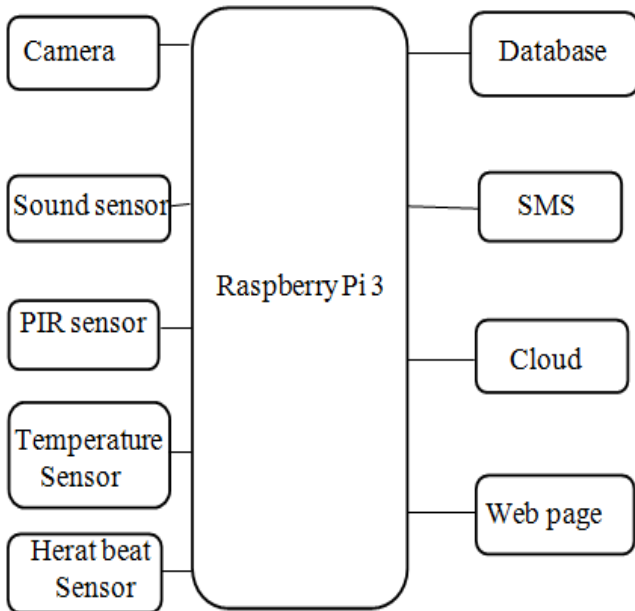 Camera
Sound sensor
PIR sensor
Temperature
Sensor
Herat beat
Sensor
Raspberry Pi 3
Database
SMS
Cloud
Web page